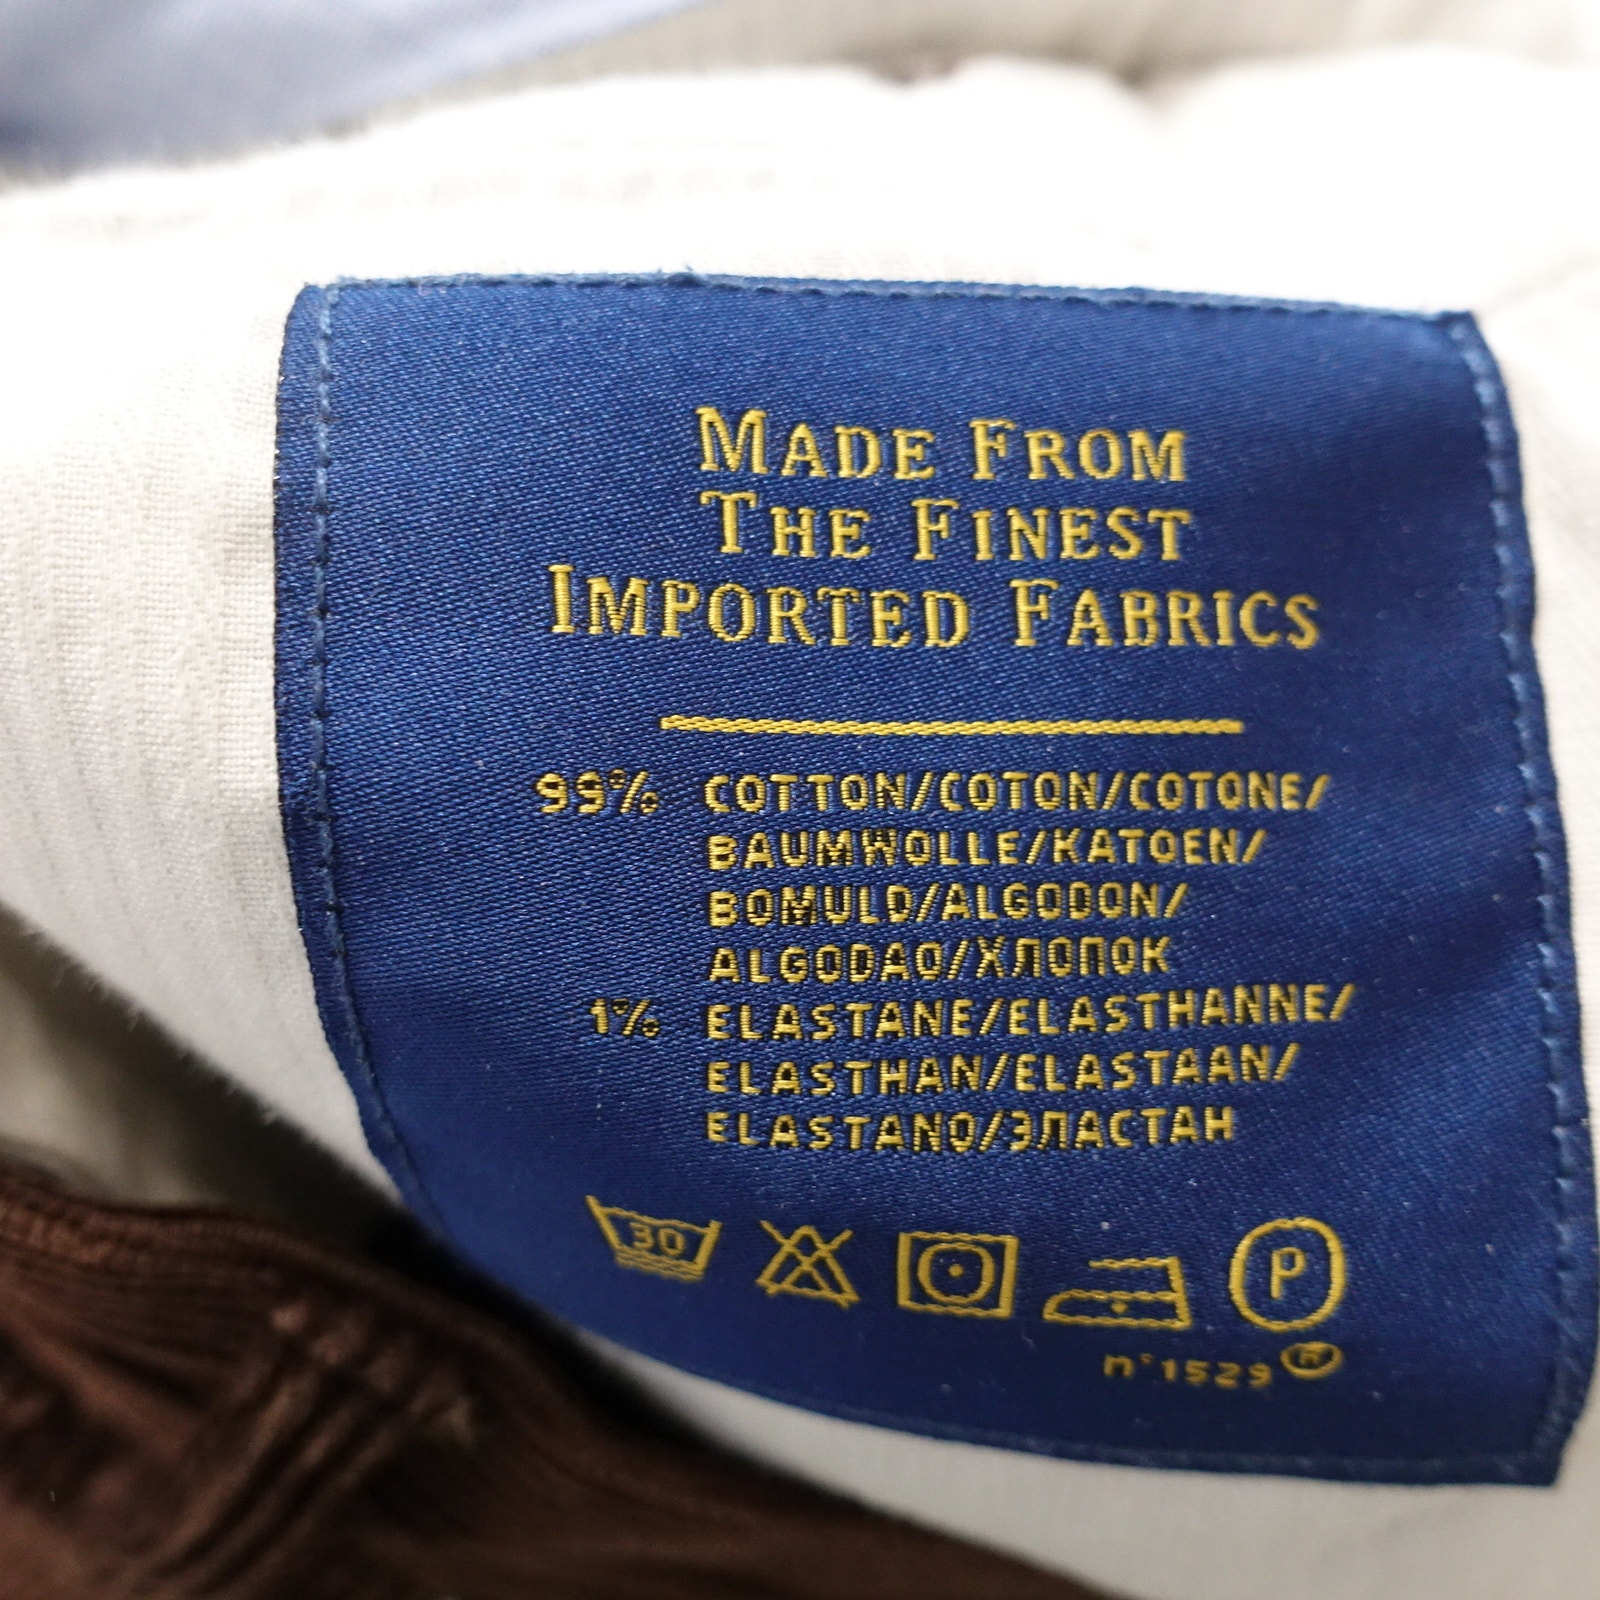 MADE FROM
THE FINEST
IMPORTED FABRICS
99% COTTON/COTON/COTONE/
BAUMWOLLE/KATOEN/
BOMULD/ALGODON/
ALGODAO/ХЛОПОК
1% ELASTANE/ELASTHANNE/
ELASTHAN/ELASTAAN/
ELASTANO/ЭЛАСТАН
30
P
n°1529